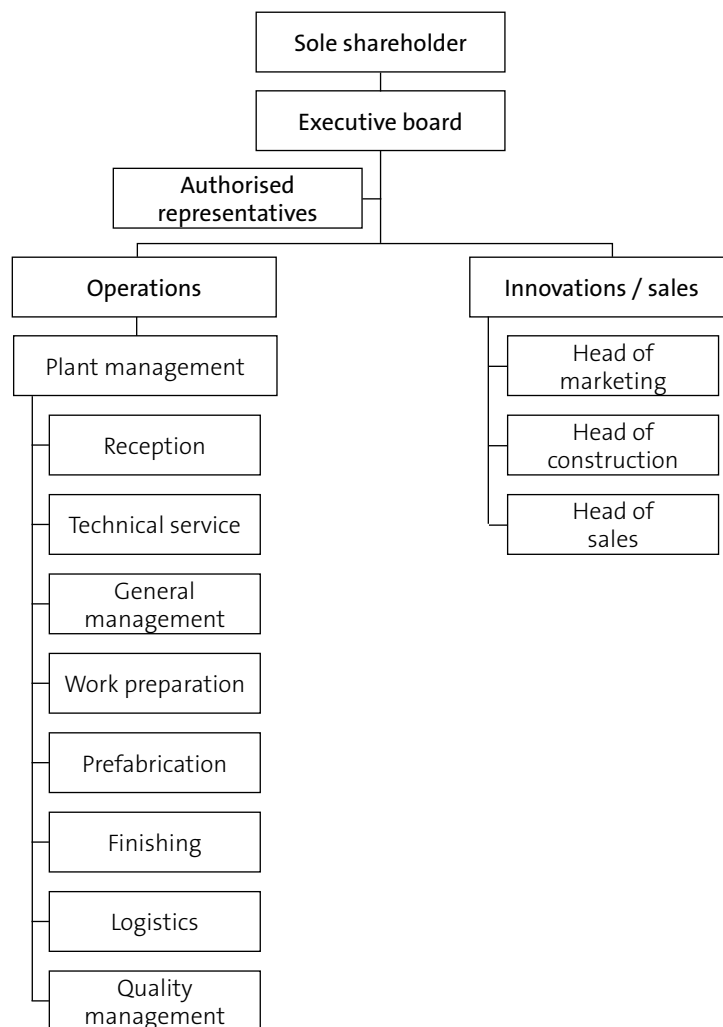 Sole shareholder
Executive board
Authorised
representatives
Operations
Innovations / sales
Plant management
Head of
marketing
Reception
Head of
construction
Technical service
Head of
sales
General
management
Work preparation
Prefabrication
Finishing
Logistics
Quality
management